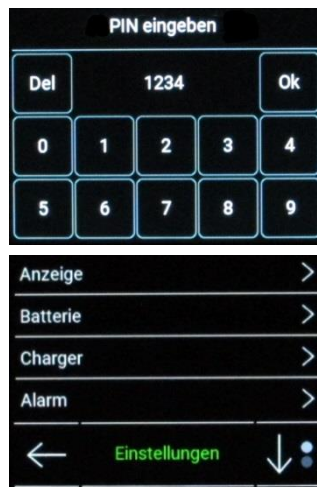 PIN eingeben
Del 1234 Ok
0 1 2 3 4
5 6 7 8 9
Anzeige
Batterie
Charger
Alarm
Einstellungen